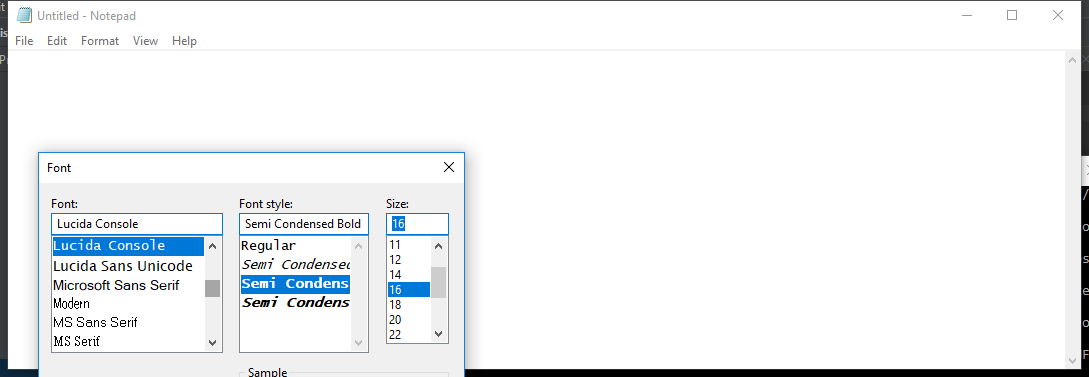 Untitled - Notepad
File Edit Format View Help
Font
Font: Font style: Size:
Lucida Console Semi Condensed Bold 16
Lucida Console Regular 11
Lucida Sans Unicode Semi Condensed 12
Microsoft Sans Serif Semi Condens 14
Modern Semi Condens 16
MS Sans Serif 18
MS Serif 20
22
Sample